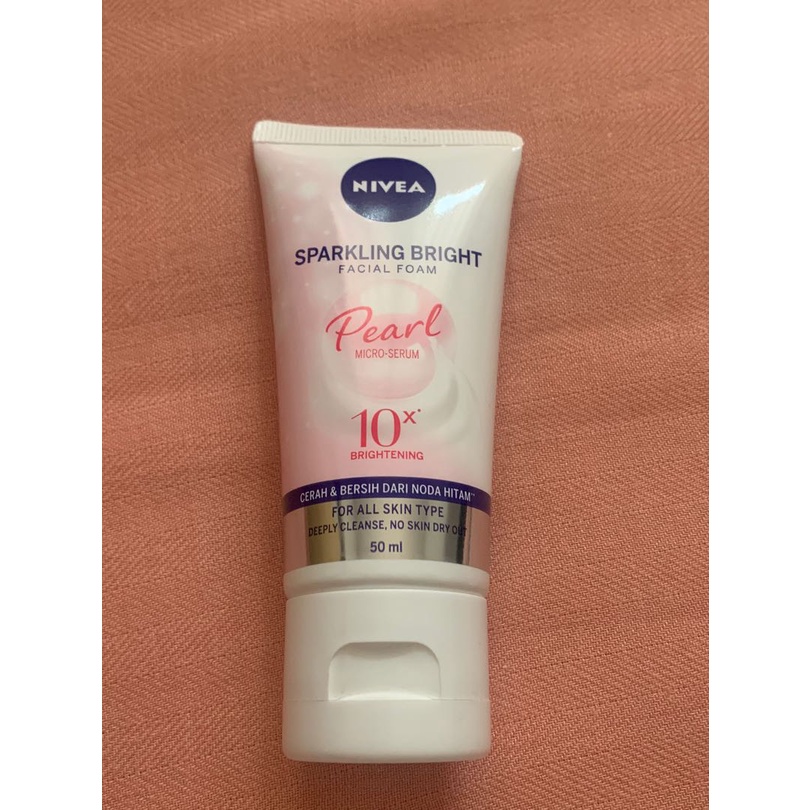 NIVEA
SPARKLING BRIGHT
FACIAL FOAM
Pearl
MICRO-SERUM
10x*
BRIGHTENING
CERAH & BERSIH DARI NODA HITAM**
FOR ALL SKIN TYPE
DEEPLY CLEANSE, NO SKIN DRY OUT
50 ml